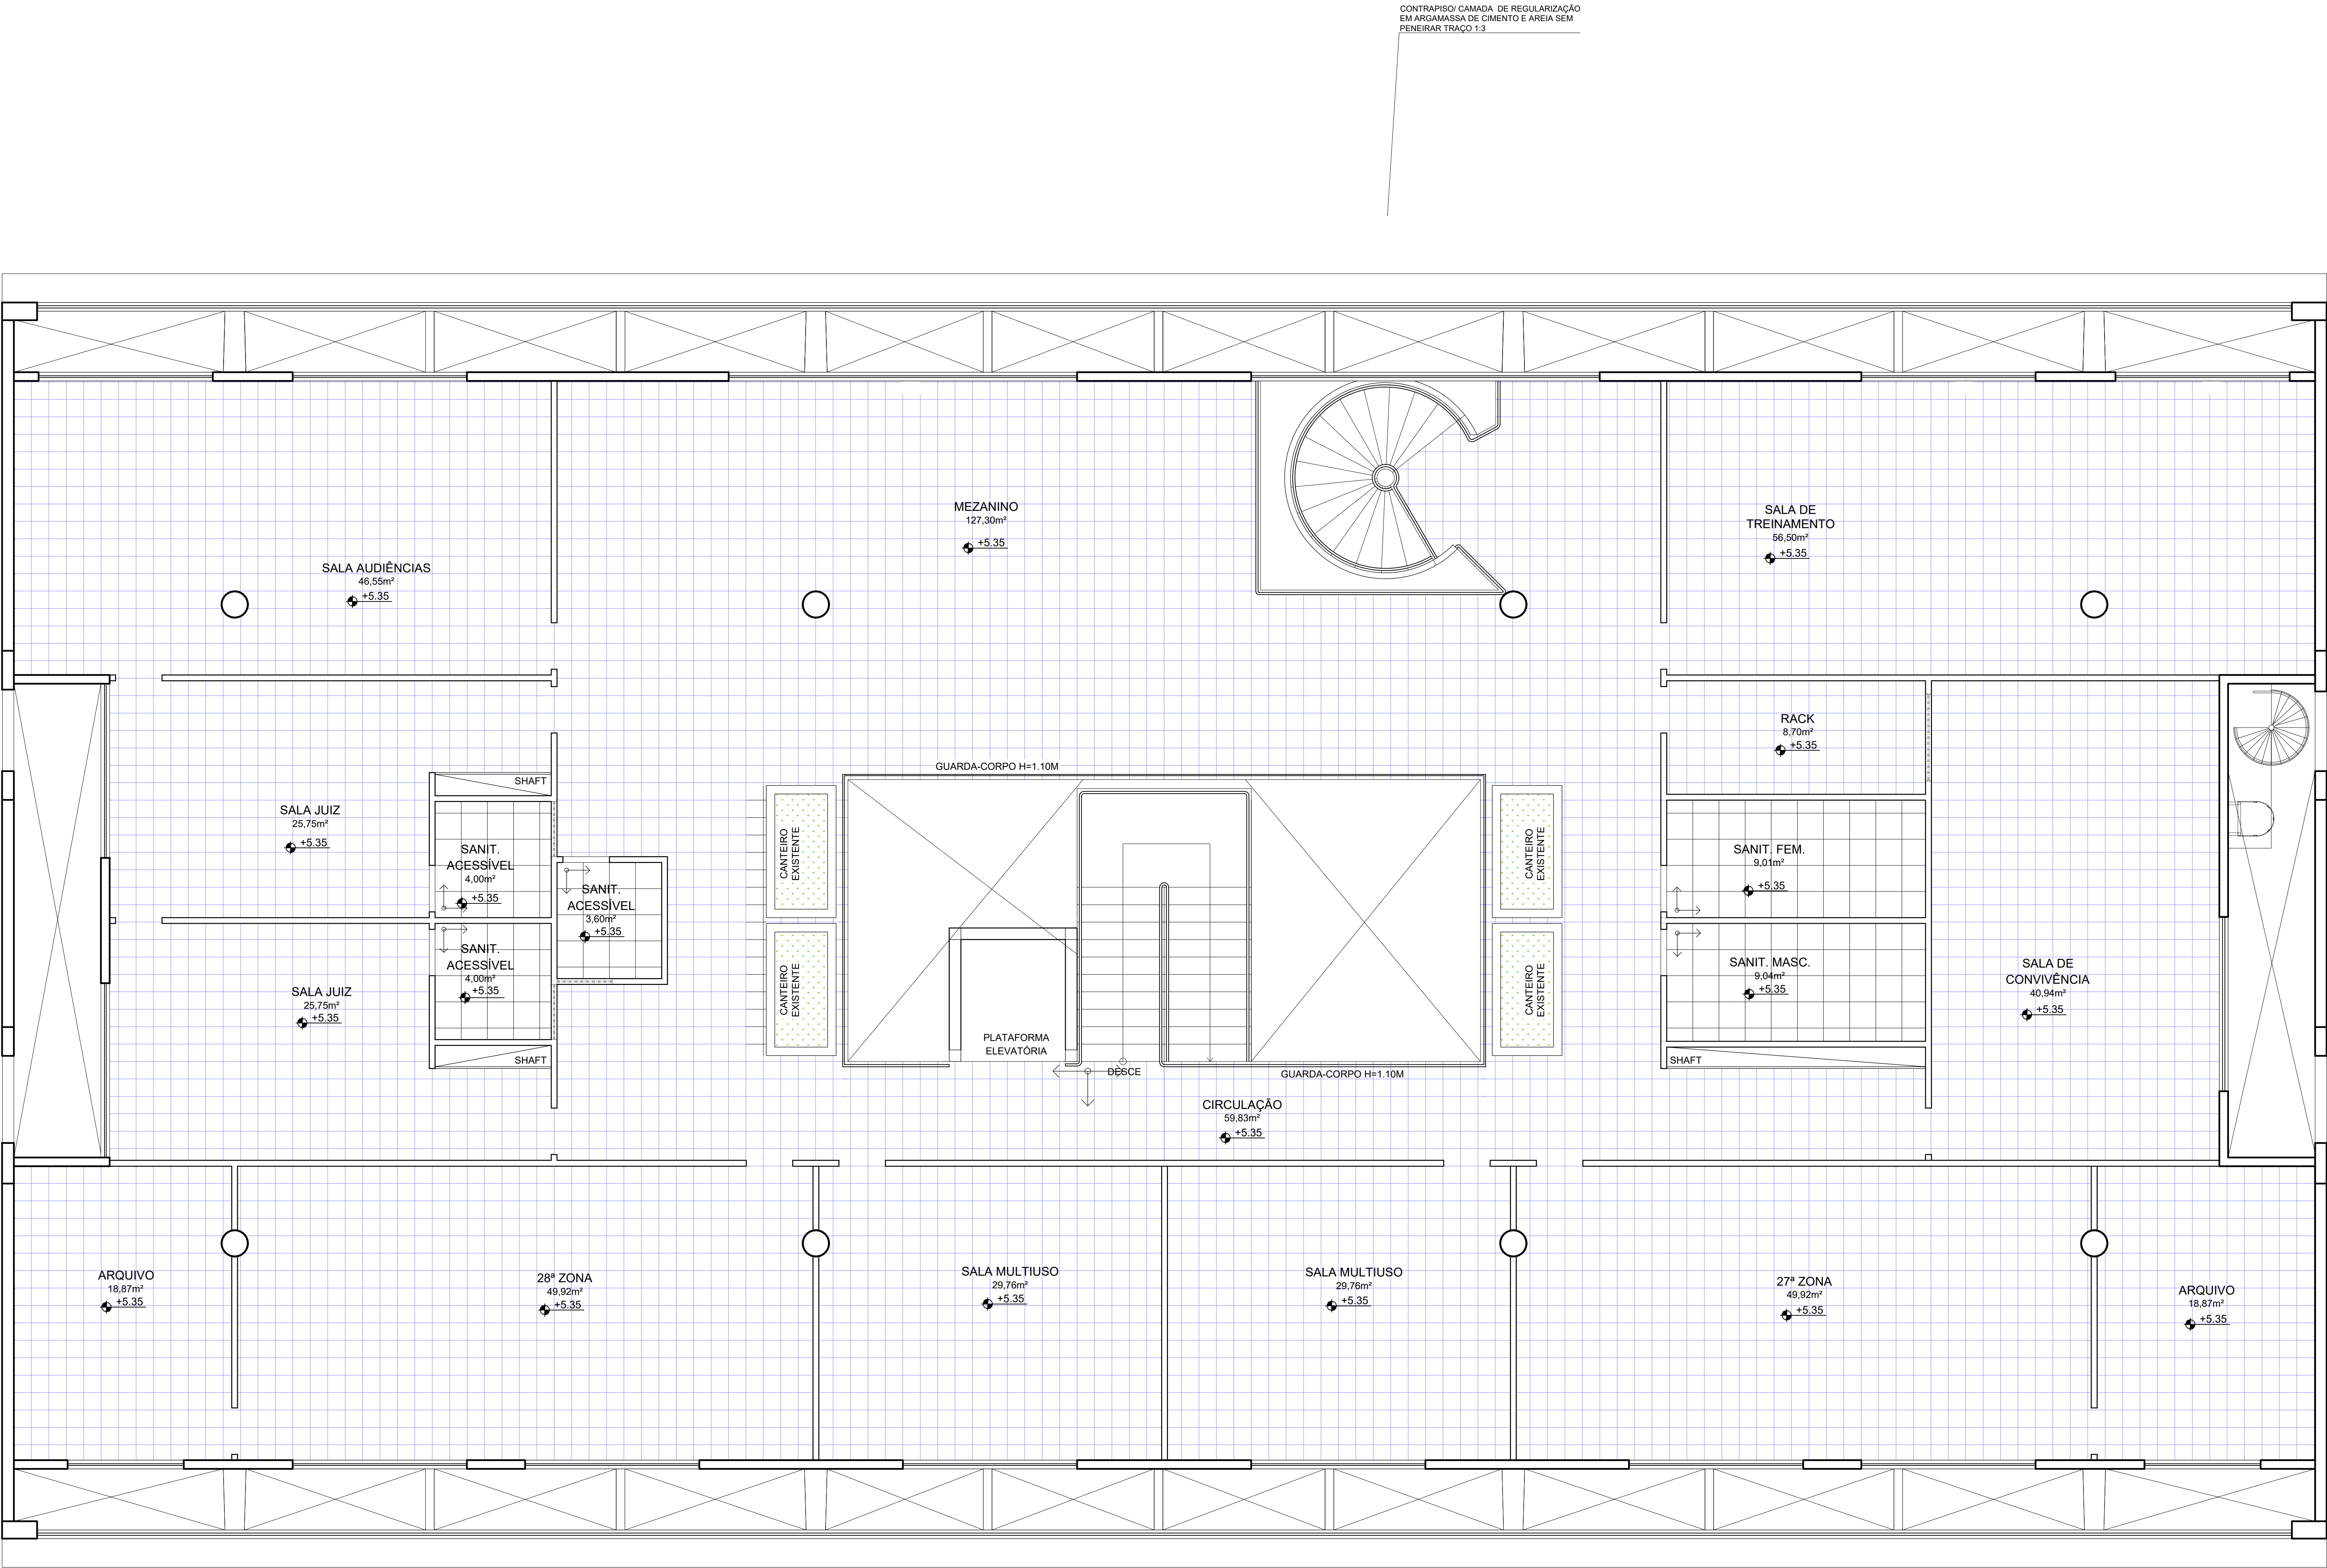 CONTRAPISO/ CAMADA DE REGULARIZAÇÃO
EM ARGAMASSA DE CIMENTO E AREIA SEM
PENEIRAR TRAÇO 1:3
MEZANINO
127,30m²
+5.35
SALA DE
TREINAMENTO
56,50m²
+5.35
SALA AUDIÊNCIAS
46,55m²
+5.35
RACK
8,70m²
+5.35
GUARDA-CORPO H=1.10M
SHAFT
SALA JUIZ
25,75m²
+5.35
SANIT.
ACESSÍVEL
4,00m²
+5.35
SANIT.
ACESSÍVEL
3,60m²
+5.35
CANTEIRO
EXISTENTE
CANTEIRO
EXISTENTE
SANIT. FEM.
9,01m²
+5.35
SANIT.
ACESSÍVEL
4,00m²
+5.35
SALA JUIZ
25,75m²
+5.35
SHAFT
CANTEIRO
EXISTENTE
PLATAFORMA
ELEVATÓRIA
DESCE
CANTEIRO
EXISTENTE
SANIT. MASC.
9,04m²
+5.35
SALA DE
CONVIVÊNCIA
40,94m²
+5.35
SHAFT
GUARDA-CORPO H=1.10M
CIRCULAÇÃO
59,83m²
+5.35
ARQUIVO
18,87m²
+5.35
28ª ZONA
49,92m²
+5.35
SALA MULTIUSO
29,76m²
+5.35
SALA MULTIUSO
29,76m²
+5.35
27ª ZONA
49,92m²
+5.35
ARQUIVO
18,87m²
+5.35